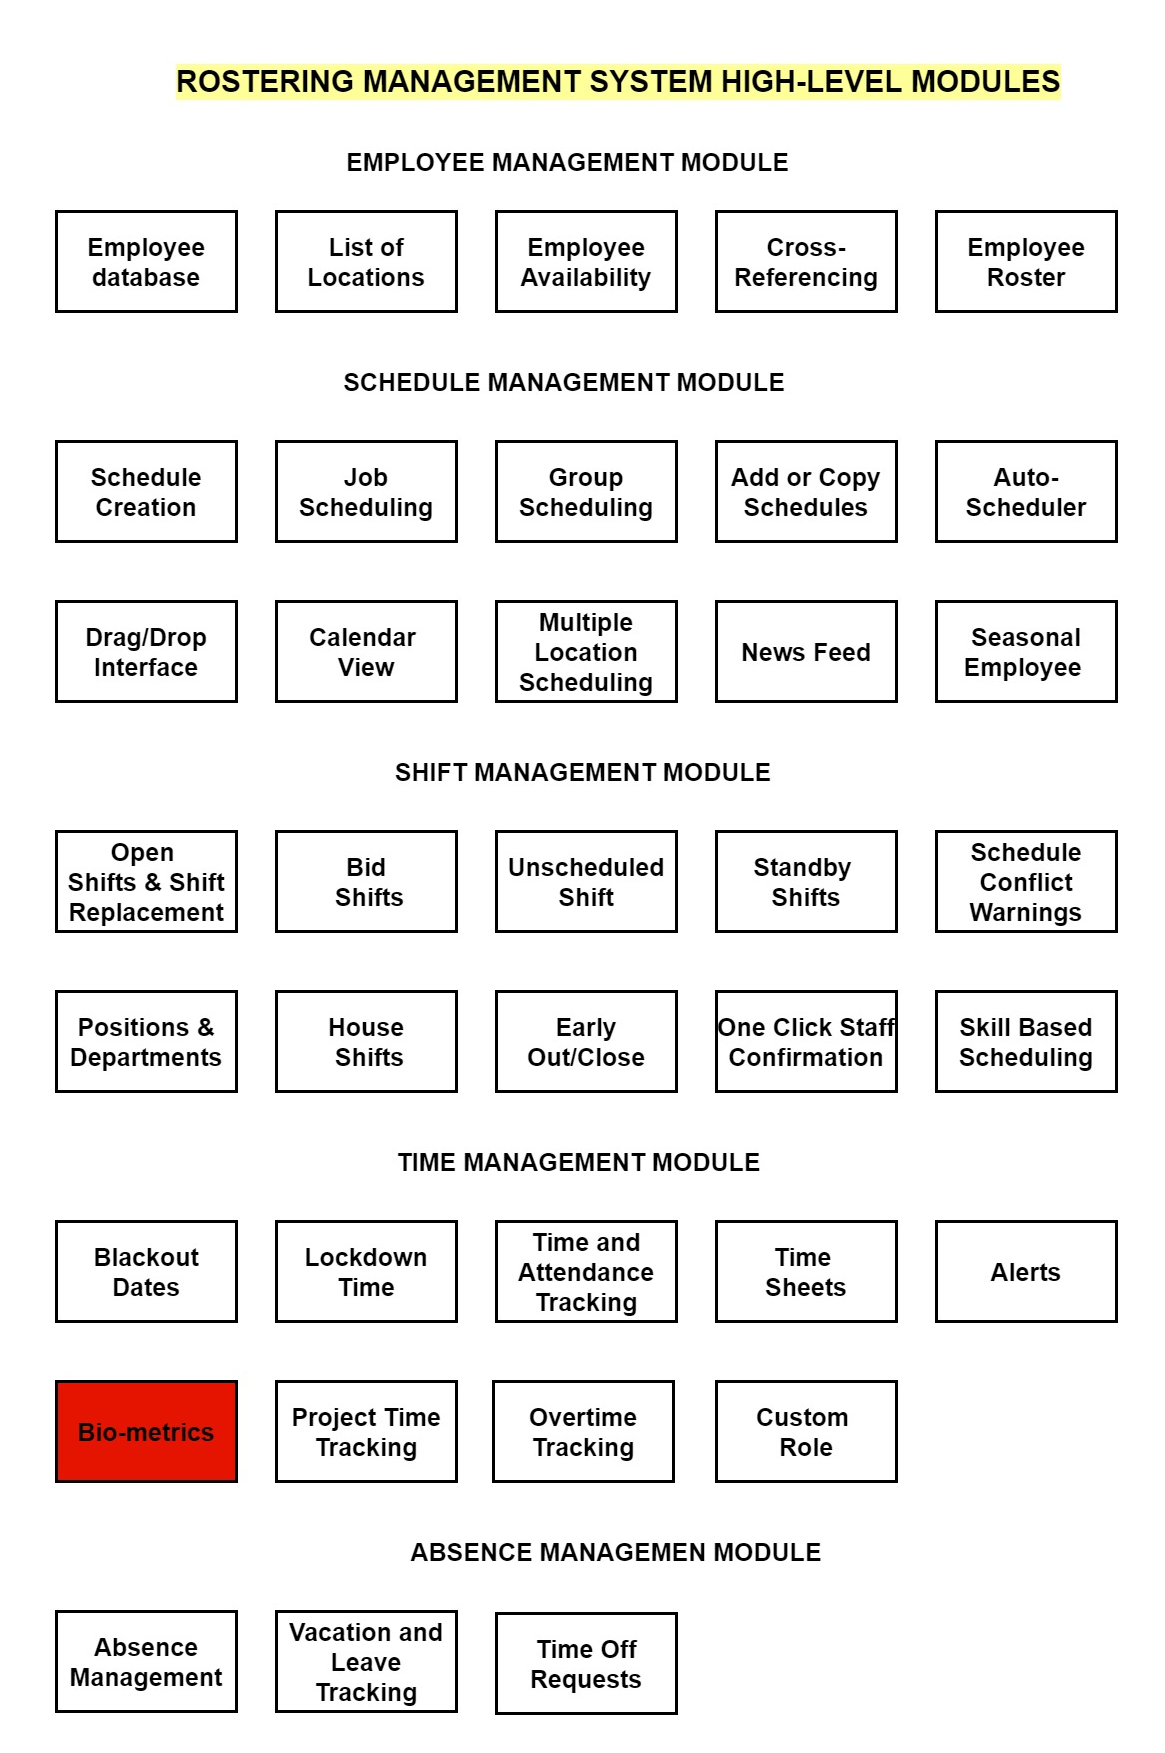 ROSTERING MANAGEMENT SYSTEM HIGH-LEVEL MODULES
EMPLOYEE MANAGEMENT MODULE
Employee
database
List of
Locations
Employee
Availability
Cross-
Referencing
Employee
Roster
SCHEDULE MANAGEMENT MODULE
Schedule
Creation
Job
Scheduling
Group
Scheduling
Add or Copy
Schedules
Auto-
Scheduler
Drag/Drop
Interface
Calendar
View
Multiple
Location
Scheduling
News Feed
Seasonal
Employee
SHIFT MANAGEMENT MODULE
Open
Shifts & Shift
Replacement
Bid
Shifts
Unscheduled
Shift
Standby
Shifts
Schedule
Conflict
Warnings
Positions &
Departments
House
Shifts
Early
Out/Close
One Click Staff
Confirmation
Skill Based
Scheduling
TIME MANAGEMENT MODULE
Blackout
Dates
Lockdown
Time
Time and
Attendance
Tracking
Time
Sheets
Alerts
Bio-metrics
Project Time
Tracking
Overtime
Tracking
Custom
Role
ABSENCE MANAGEMEN MODULE
Absence
Management
Vacation and
Leave
Tracking
Time Off
Requests